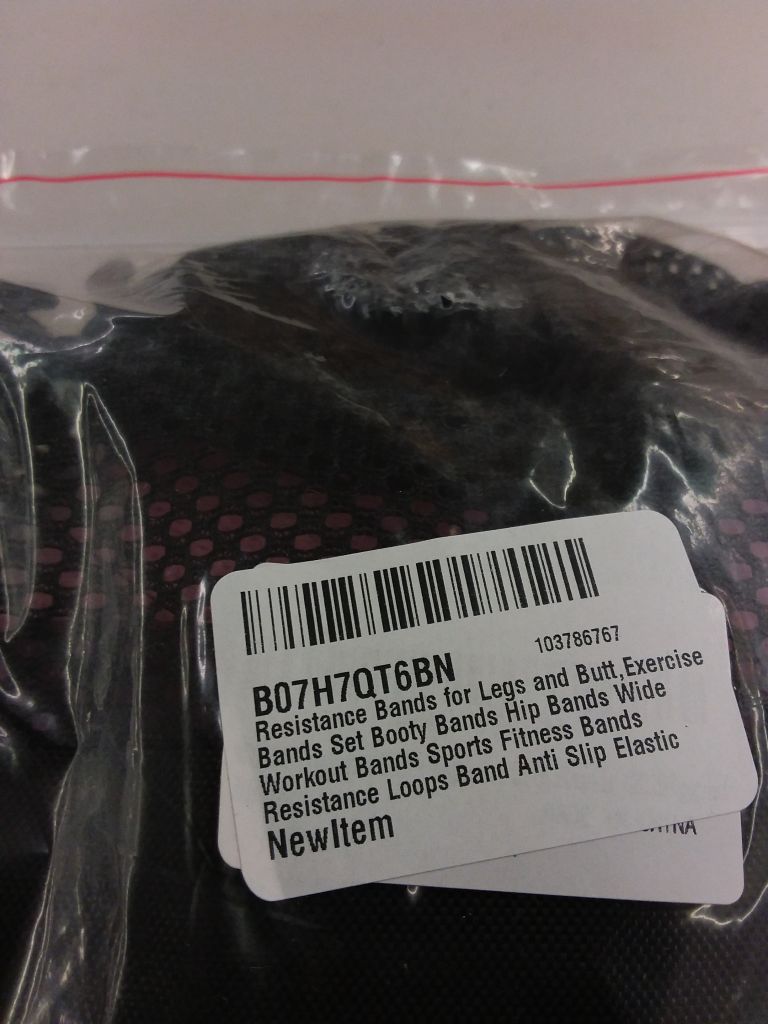 103786767
B07H7QT6BN
Resistance Bands for Legs and Butt,Exercise
Bands Set Booty Bands Hip Bands Wide
Workout Bands Sports Fitness Bands
Resistance Loops Band Anti Slip Elastic
NewItem